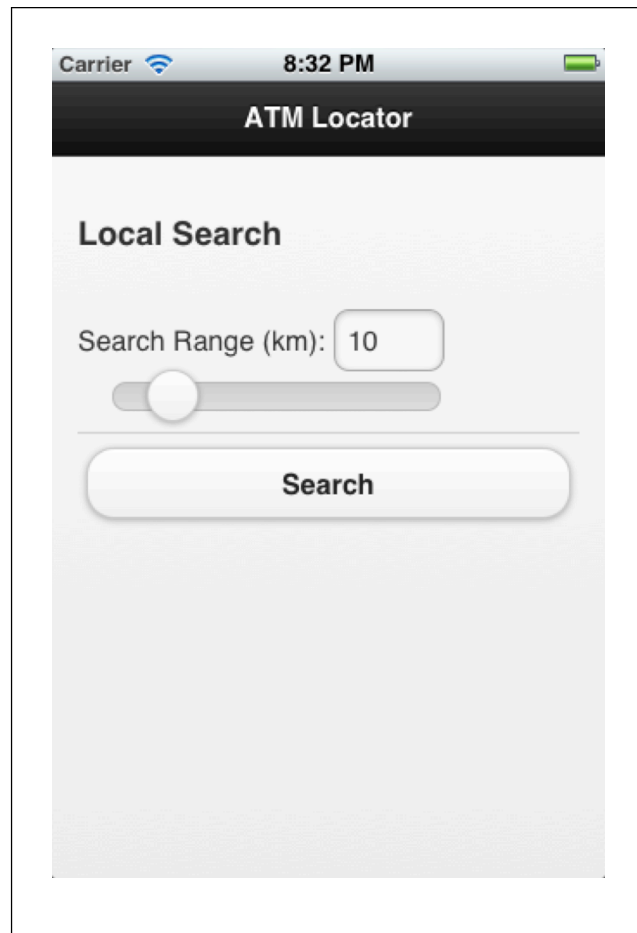 Carrier 8:32 PM
ATM Locator
Local Search
Search Range (km): 10
Search